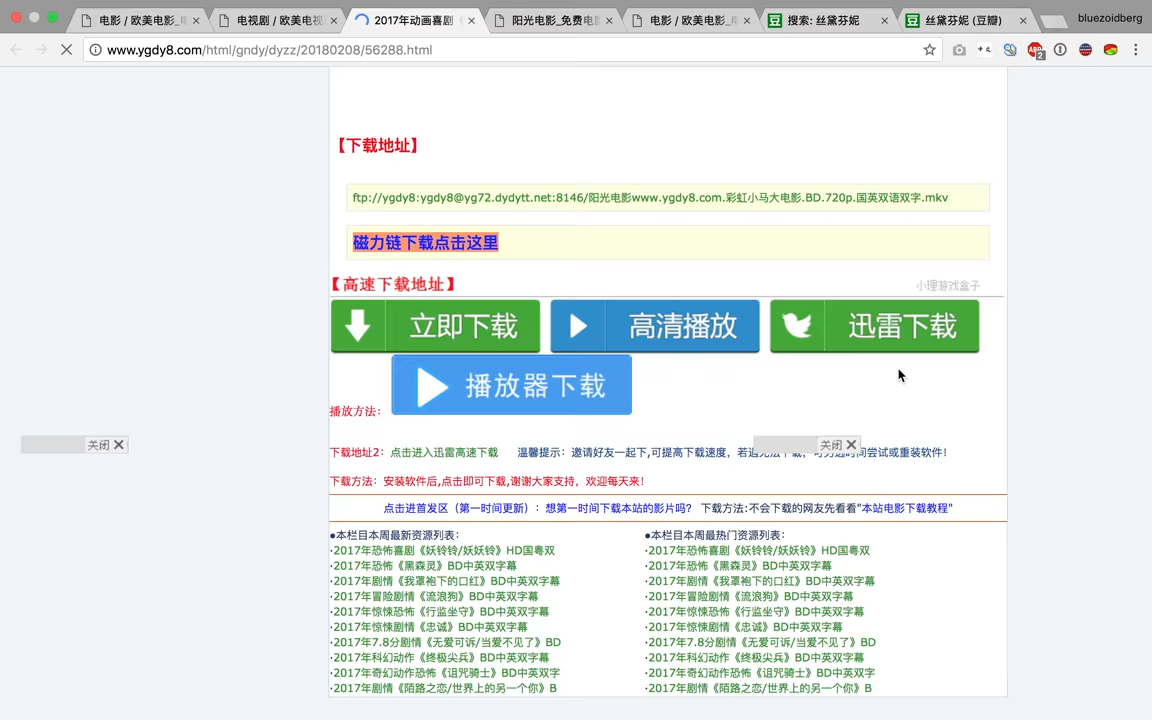 电影 / 欧美电影_
电视剧 / 欧美电视
2017年动画喜剧
阳光电影_免费电影
电影 / 欧美电影_
搜索: 丝黛芬妮
丝黛芬妮 (豆瓣)
bluezoidberg
www.ygdy8.com/html/gndy/dyzz/20180208/56288.html
【下载地址】
ftp://ygdy8:ygdy8@yg72.dydytt.net:8146/阳光电影www.ygdy8.com.彩虹小马大电影.BD.720p.国英双语双字.mkv
磁力链下载点击这里
【高速下载地址】 小理游戏盒子
立即下载 高清播放 迅雷下载
播放方法： 播放器下载
关闭 关闭
下载地址2：点击进入迅雷高速下载 温馨提示：邀请好友一起下,可提高下载速度，若遇 尝试或重装软件！
下载方法：安装软件后,点击即可下载,谢谢大家支持，欢迎每天来！
点击进首发区（第一时间更新）：想第一时间下载本站的影片吗？ 下载方法:不会下载的网友先看看"本站电影下载教程"
●本栏目本周最新资源列表： ●本栏目本周最热门资源列表：
·2017年恐怖喜剧《妖铃铃/妖妖铃》HD国粤双 ·2017年恐怖喜剧《妖铃铃/妖妖铃》HD国粤双
·2017年恐怖《黑森灵》BD中英双字幕 ·2017年恐怖《黑森灵》BD中英双字幕
·2017年剧情《我罩袍下的口红》BD中英双字幕 ·2017年剧情《我罩袍下的口红》BD中英双字幕
·2017年冒险剧情《流浪狗》BD中英双字幕 ·2017年冒险剧情《流浪狗》BD中英双字幕
·2017年惊悚恐怖《行监坐守》BD中英双字幕 ·2017年惊悚恐怖《行监坐守》BD中英双字幕
·2017年惊悚剧情《忠诚》BD中英双字幕 ·2017年惊悚剧情《忠诚》BD中英双字幕
·2017年7.8分剧情《无爱可诉/当爱不见了》BD ·2017年7.8分剧情《无爱可诉/当爱不见了》BD
·2017年科幻动作《终极尖兵》BD中英双字幕 ·2017年科幻动作《终极尖兵》BD中英双字幕
·2017年奇幻动作恐怖《诅咒骑士》BD中英双字 ·2017年奇幻动作恐怖《诅咒骑士》BD中英双字
·2017年剧情《陌路之恋/世界上的另一个你》B ·2017年剧情《陌路之恋/世界上的另一个你》B